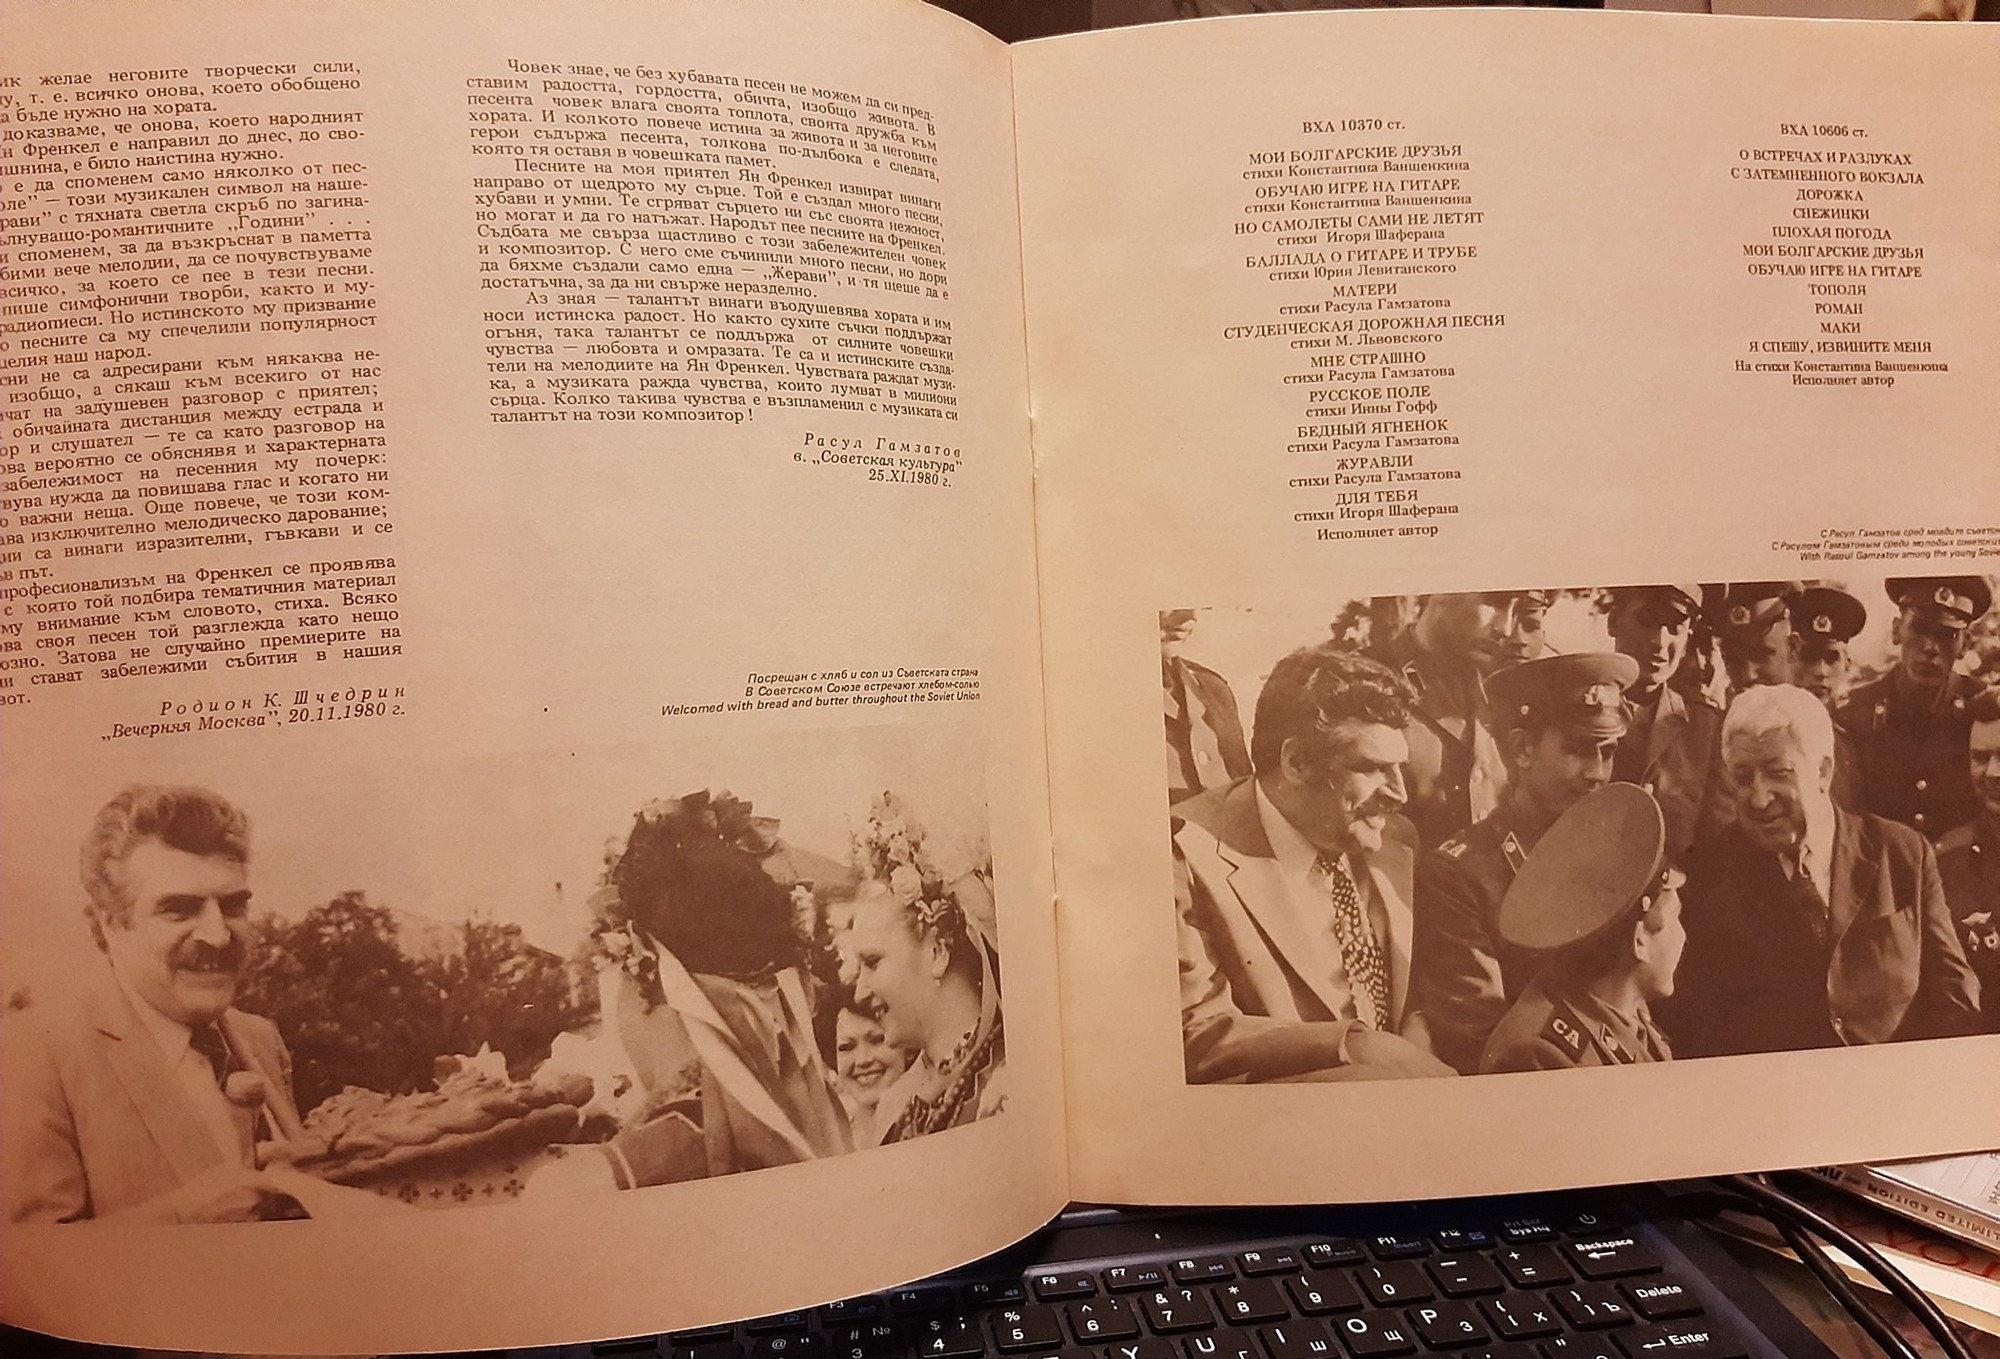 желае неговите творчески сили,
т. е. всичко онова, което обобщено
бъде нужно на хората.
доказваме, че онова, което народният
Френкел е направил до днес, до сво-
е било наистина нужно.
е да споменем само няколко от пес-
— този музикален символ на наше-
с тяхната светла скръб по загина-
„Години” . . .
споменем, за да възкръснат в паметта
вече мелодии, да се почувствуваме
всичко, за което се пее в тези песни.
пише симфонични творби, както и му-
радиопиеси. Но истинското му призвание
песните са му спечелили популярност
целия наш народ.
не са адресирани към някаква не-
изобщо, а сякаш към всекиго от нас
на задушевен разговор с приятел;
обичайната дистанция между естрада и
и слушател — те са като разговор на
вероятно се обяснявя и характерната
забележимост на песенния му почерк:
нужда да повишава глас и когато ни
важни неща. Още повече, че този ком-
изключително мелодическо дарование;
са винаги изразителни, гъвкави и се
път.
професионализъм на Френкел се проявява
с която той подбира тематичния материал
му внимание към словото, стиха. Всяко
своя песен той разглежда като нещо
Затова не случайно премиерите на
стават забележими събития в нашия
Родион К. Шчедрин
„Вечерняя Москва”, 20.11.1980 г.
Човек знае, че без хубавата песен не можем да си пред-
ставим радостта, гордостта, обичта, изобщо живота. В
песента човек влага своята топлота, своята дружба към
хората. И колкото повече истина за живота и за неговите
герои съдържа песента, толкова по-дълбока е следата,
която тя оставя в човешката памет.
Песните на моя приятел Ян Френкел извират винаги
направо от щедрото му сърце. Той е създал много песни,
хубави и умни. Те сгряват сърцето ни със своята нежност,
но могат и да го натъжат. Народът пее песните на Френкел.
Съдбата ме свърза щастливо с този забележителен човек
и композитор. С него сме съчинили много песни, но дори
да бяхме създали само една — „Жерави”, и тя щеше да е
достатъчна, за да ни свърже неразделно.
Аз зная — талантът винаги въодушевява хората и им
носи истинска радост. Но както сухите съчки поддържат
огъня, така талантът се поддържа от силните човешки
чувства — любовта и омразата. Те са и истинските създа-
тели на мелодиите на Ян Френкел. Чувствата раждат музи-
ка, а музиката ражда чувства, които лумват в милиони
сърца. Колко такива чувства е възпламенил с музиката си
талантът на този композитор!
Расул Гамзатов
в. „Советская культура”
25.XI.1980 г.
Посрещан с хляб и сол из Съветската страна
В Советском Союзе встречают хлебом-солью
Welcomed with bread and butter throughout the Soviet Union
ВХА 10370 ст.
МОИ БОЛГАРСКИЕ ДРУЗЬЯ
стихи Константина Ваншенкина
ОБУЧАЮ ИГРЕ НА ГИТАРЕ
стихи Константина Ваншенкина
НО САМОЛЕТЫ САМИ НЕ ЛЕТЯТ
стихи Игоря Шаферана
БАЛЛАДА О ГИТАРЕ И ТРУБЕ
стихи Юрия Левитанского
МАТЕРИ
стихи Расула Гамзатова
СТУДЕНЧЕСКАЯ ДОРОЖНАЯ ПЕСНЯ
стихи М. Львовского
МНЕ СТРАШНО
стихи Расула Гамзатова
РУССКОЕ ПОЛЕ
стихи Инны Гофф
БЕДНЫЙ ЯГНЕНОК
стихи Расула Гамзатова
ЖУРАВЛИ
стихи Расула Гамзатова
ДЛЯ ТЕБЯ
стихи Игоря Шаферана
Исполняет автор
ВХА 10606 ст.
О ВСТРЕЧАХ И РАЗЛУКАХ
С ЗАТЕМНЕННОГО ВОКЗАЛА
ДОРОЖКА
СНЕЖИНКИ
ПЛОХАЯ ПОГОДА
МОИ БОЛГАРСКИЕ ДРУЗЬЯ
ОБУЧАЮ ИГРЕ НА ГИТАРЕ
ТОПОЛЯ
РОМАН
МАКИ
Я СПЕШУ, ИЗВИНИТЕ МЕНЯ
На стихи Константина Ваншенкина
Исполняет автор
С Расул Гамзатов сред младите
С Расулом Гамзатовым среди молодых
With Rasoul Gamzatov among the young
СА
СА
F3 F4 F5 F6 F7 F8 F9 F10 F11 F12 Prt Scr SysRq
Backspace
Delete
Enter